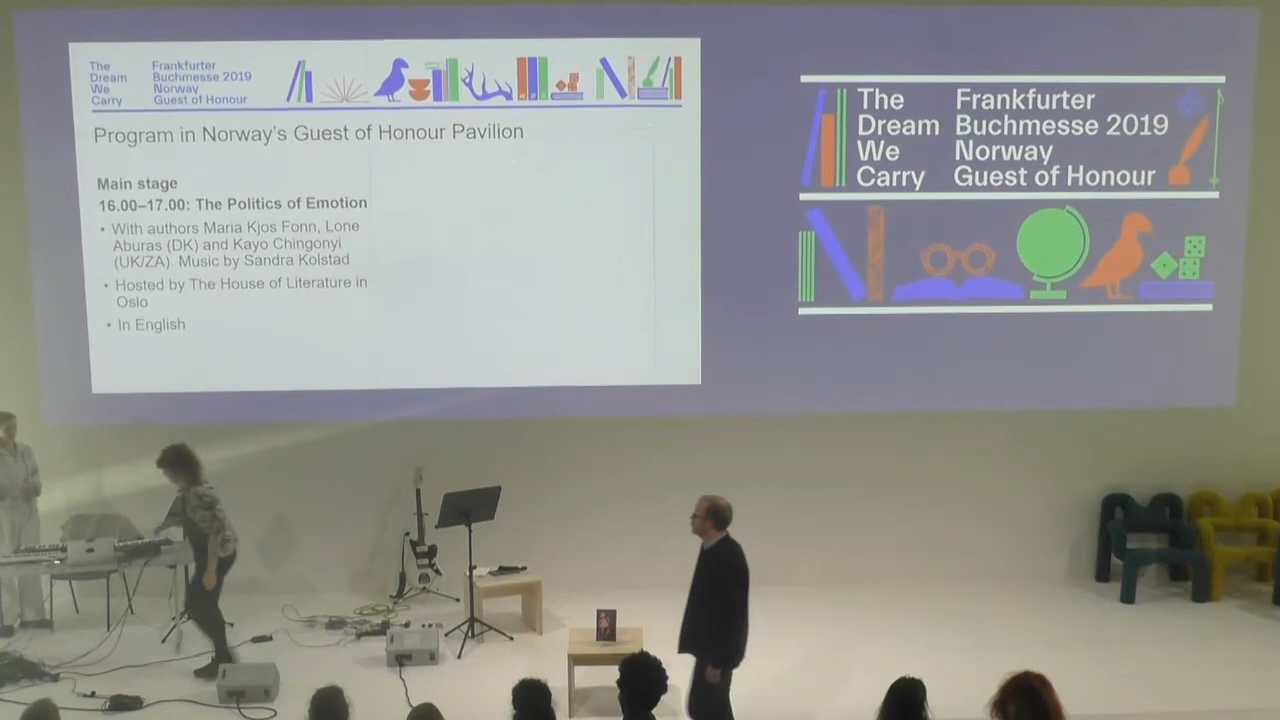 The
Dream
We
Carry
Frankfurter
Buchmesse 2019
Norway
Guest of Honour
Program in Norway's Guest of Honour Pavilion
Main stage
16.00–17.00: The Politics of Emotion
• With authors Maria Kjos Fonn, Lone
Aburas (DK) and Kayo Chingonyi
(UK/ZA). Music by Sandra Kolstad
• Hosted by The House of Literature in
Oslo
• In English
The
Dream
We
Carry
Frankfurter
Buchmesse 2019
Norway
Guest of Honour